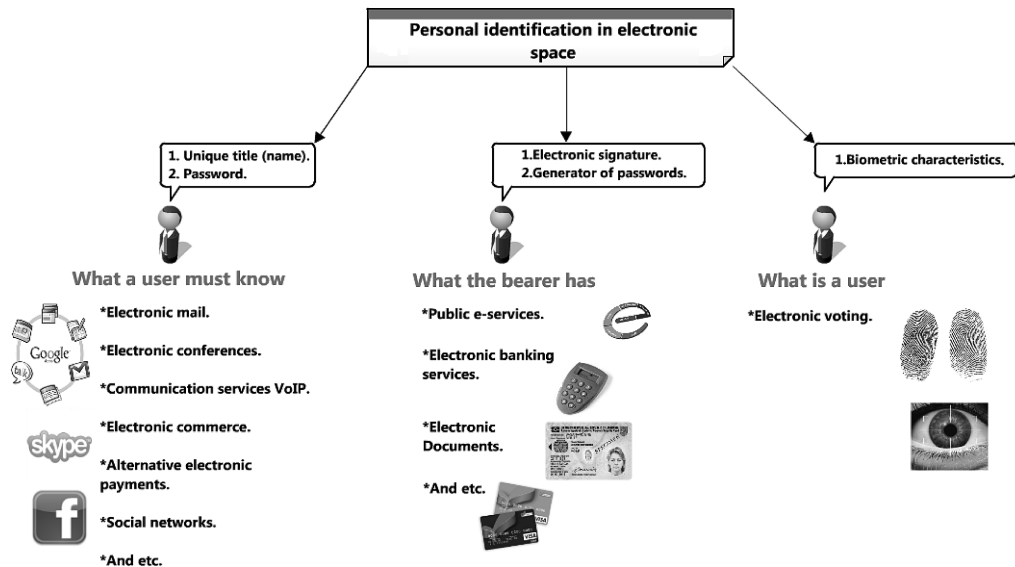 Personal identification in electronic
space
1. Unique title (name).
2. Password.
1.Electronic signature.
2.Generator of passwords.
1.Biometric characteristics.
What a user must know
*Electronic mail.
*Electronic conferences.
*Communication services VoIP.
*Electronic commerce.
*Alternative electronic
payments.
*Social networks.
*And etc.
Google
talk
skype
f
What the bearer has
*Public e-services.
*Electronic banking
services.
*Electronic
Documents.
*And etc.
VISA
VISA
What is a user
*Electronic voting.